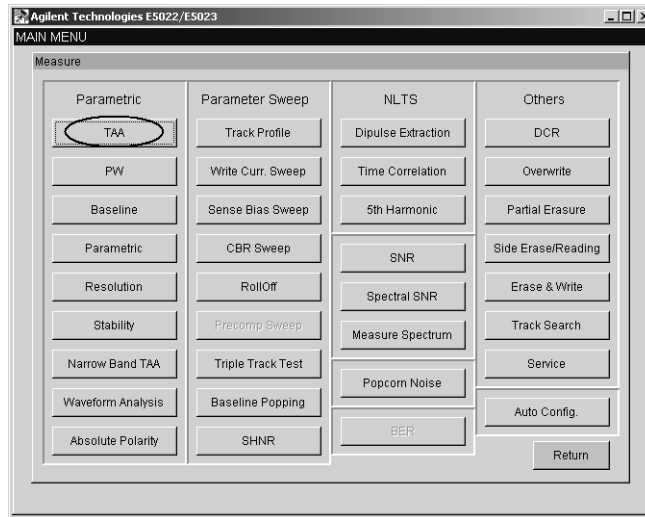 Agilent Technologies E5022/E5023
MAIN MENU
Measure
Parametric
TAA
PW
Baseline
Parametric
Resolution
Stability
Narrow Band TAA
Waveform Analysis
Absolute Polarity
Parameter Sweep
Track Profile
Write Curr. Sweep
Sense Bias Sweep
CBR Sweep
RollOff
Precomp Sweep
Triple Track Test
Baseline Popping
SHNR
NLTS
Dipulse Extraction
Time Correlation
5th Harmonic
SNR
Spectral SNR
Measure Spectrum
Popcorn Noise
BER
Others
DCR
Overwrite
Partial Erasure
Side Erase/Reading
Erase & Write
Track Search
Service
Auto Config.
Return